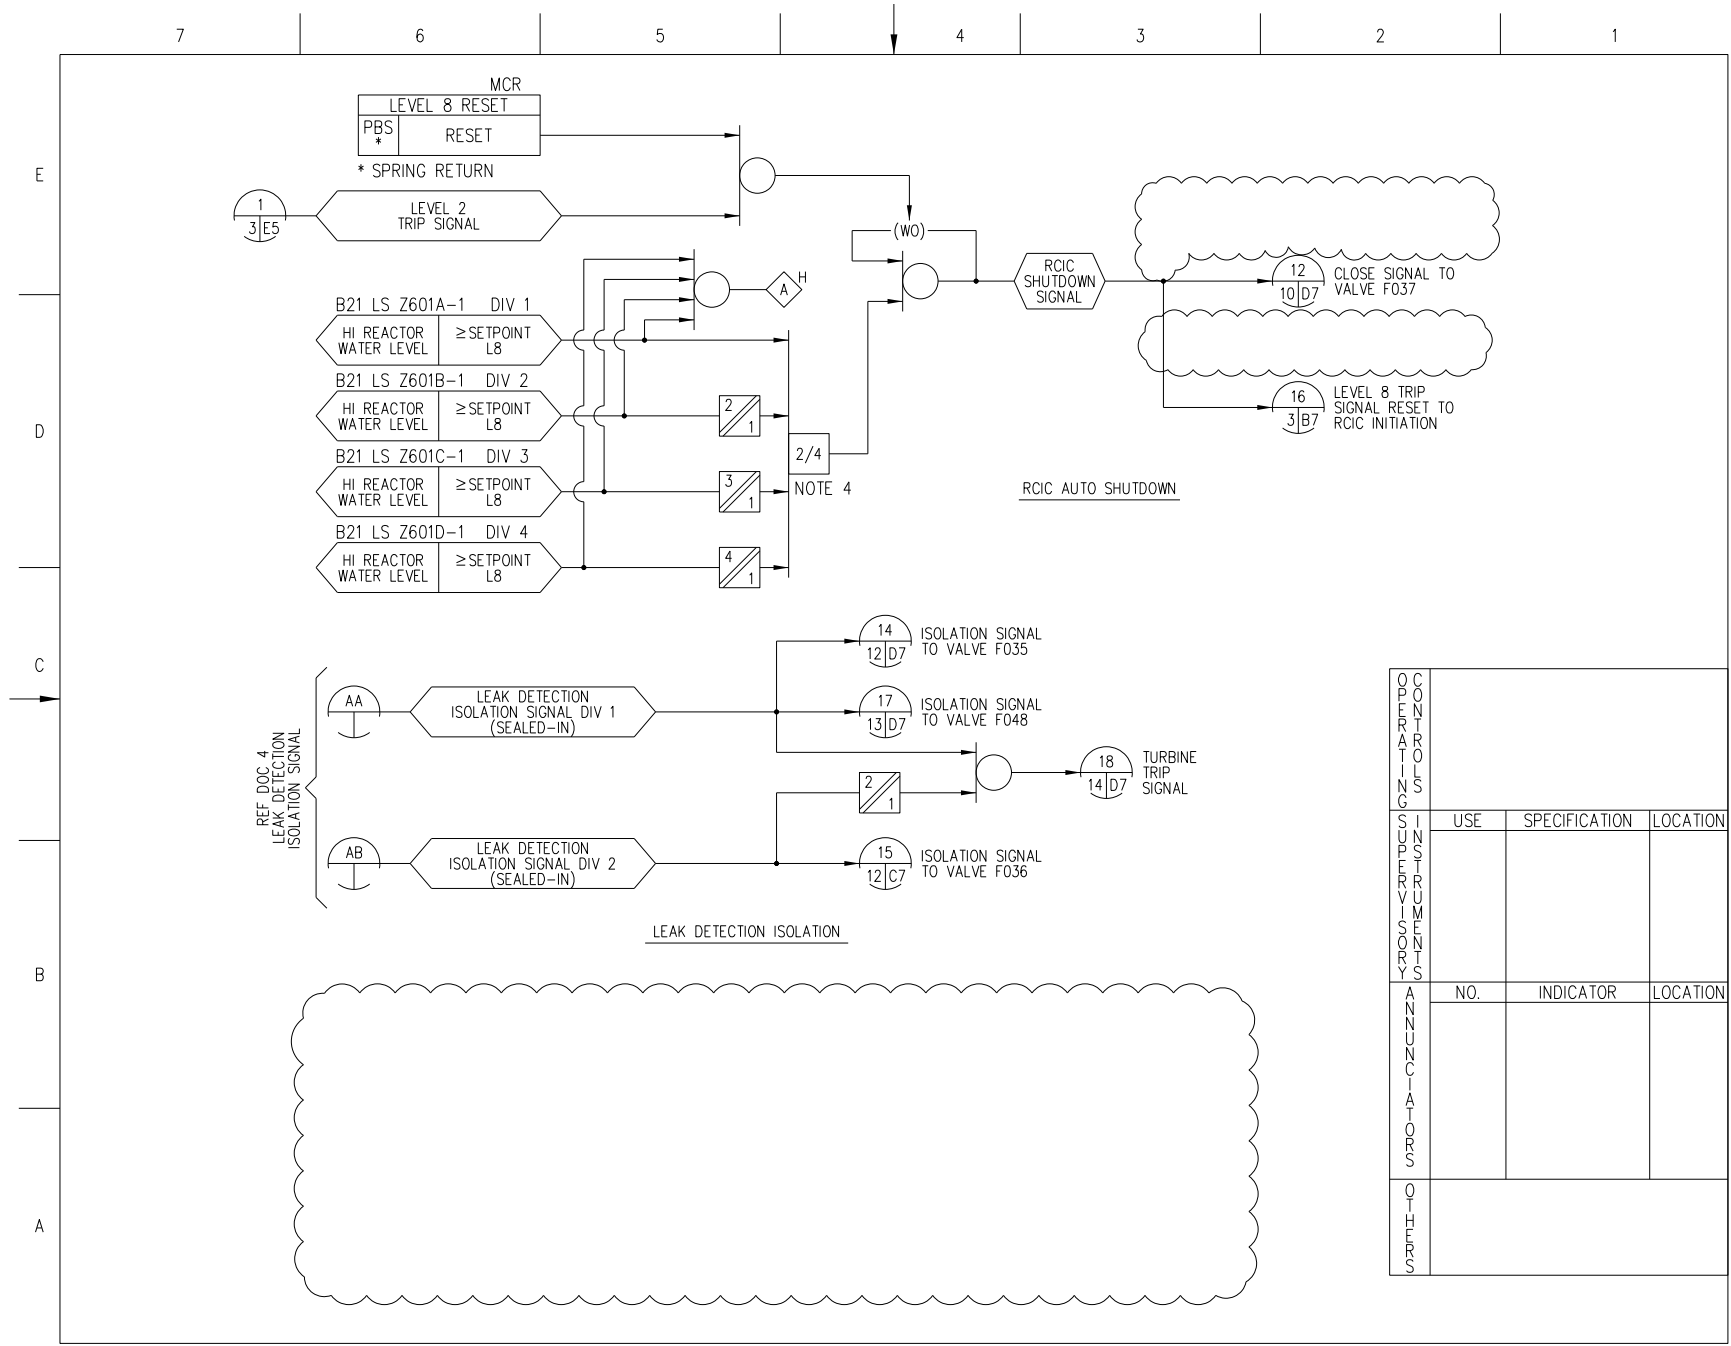 7 6 5 4 3 2 1
E
D
C
B
A
MCR
LEVEL 8 RESET
PBS
*
RESET
* SPRING RETURN
1
3 E5
LEVEL 2
TRIP SIGNAL
(WO)
H
A
B21 LS Z601A-1 DIV 1
HI REACTOR
WATER LEVEL
≥SETPOINT
L8
B21 LS Z601B-1 DIV 2
HI REACTOR
WATER LEVEL
≥SETPOINT
L8
2
1
B21 LS Z601C-1 DIV 3
HI REACTOR
WATER LEVEL
≥SETPOINT
L8
3
1
B21 LS Z601D-1 DIV 4
HI REACTOR
WATER LEVEL
≥SETPOINT
L8
4
1
2/4
NOTE 4
RCIC
SHUTDOWN
SIGNAL
12
10 D7
CLOSE SIGNAL TO
VALVE F037
16
3 B7
LEVEL 8 TRIP
SIGNAL RESET TO
RCIC INITIATION
RCIC AUTO SHUTDOWN
REF DOC 4
LEAK DETECTION
ISOLATION SIGNAL
AA
LEAK DETECTION
ISOLATION SIGNAL DIV 1
(SEALED-IN)
14
12 D7
ISOLATION SIGNAL
TO VALVE F035
17
13 D7
ISOLATION SIGNAL
TO VALVE F048
2
1
18
14 D7
TURBINE
TRIP
SIGNAL
AB
LEAK DETECTION
ISOLATION SIGNAL DIV 2
(SEALED-IN)
15
12 C7
ISOLATION SIGNAL
TO VALVE F036
LEAK DETECTION ISOLATION
OPERATING
CONTROLS
SUPERVISORY
INSTRUMENTS
USE SPECIFICATION LOCATION
ANNUNCIATORS
NO. INDICATOR LOCATION
OTHERS